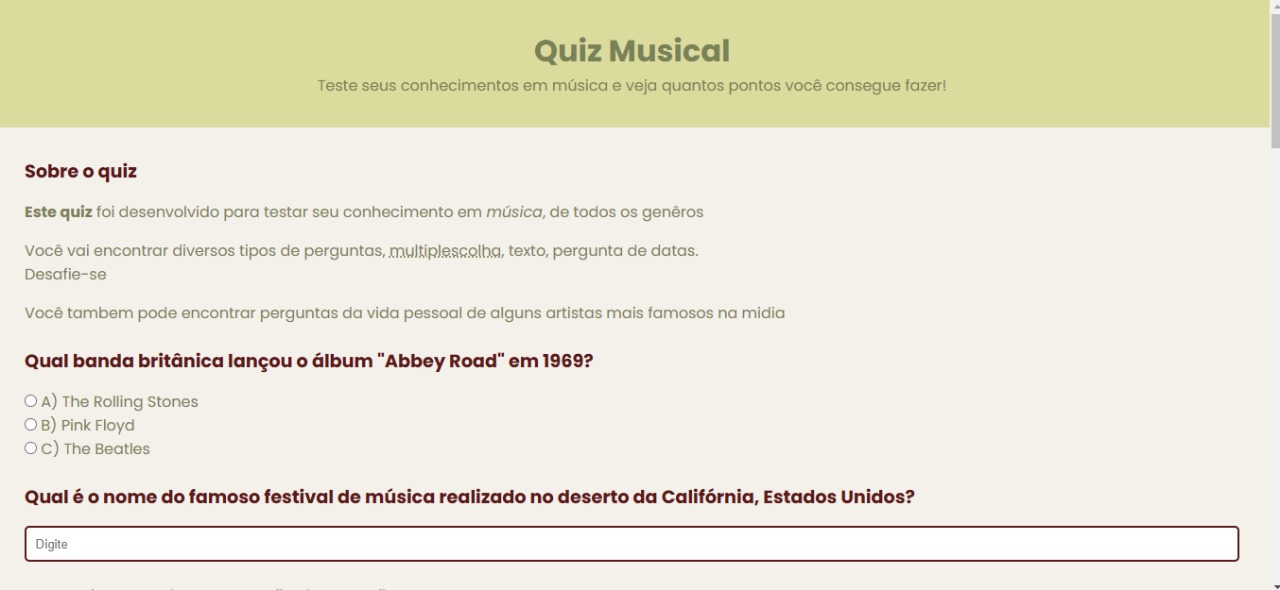 Quiz Musical
Teste seus conhecimentos em música e veja quantos pontos você consegue fazer!
Sobre o quiz
Este quiz foi desenvolvido para testar seu conhecimento em música, de todos os genêros
Você vai encontrar diversos tipos de perguntas, multiplescolha, texto, pergunta de datas.
Desafie-se
Você tambem pode encontrar perguntas da vida pessoal de alguns artistas mais famosos na midia
Qual banda britânica lançou o álbum "Abbey Road" em 1969?
A) The Rolling Stones
B) Pink Floyd
C) The Beatles
Qual é o nome do famoso festival de música realizado no deserto da Califórnia, Estados Unidos?
Digite